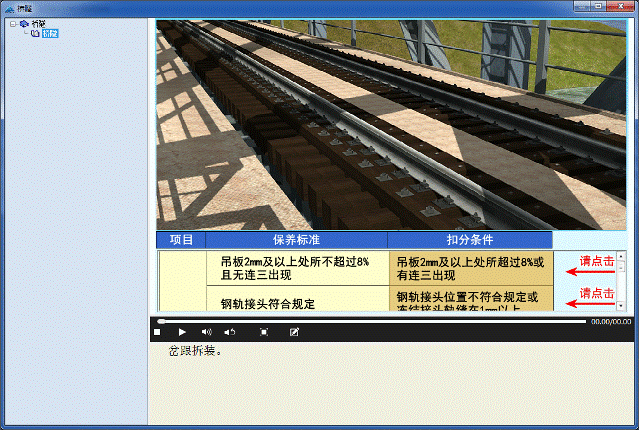 桥隧
桥隧
桥隧
项目 保养标准 扣分条件
吊板2mm及以上处所不超过8%
且无连三出现
吊板2mm及以上处所超过8%或
有连三出现
请点击
钢轨接头符合规定
钢轨接头位置不符合规定或
冻结接头轨缝在1mm以上
请点击
00.00/00.00
岔跟拆装。